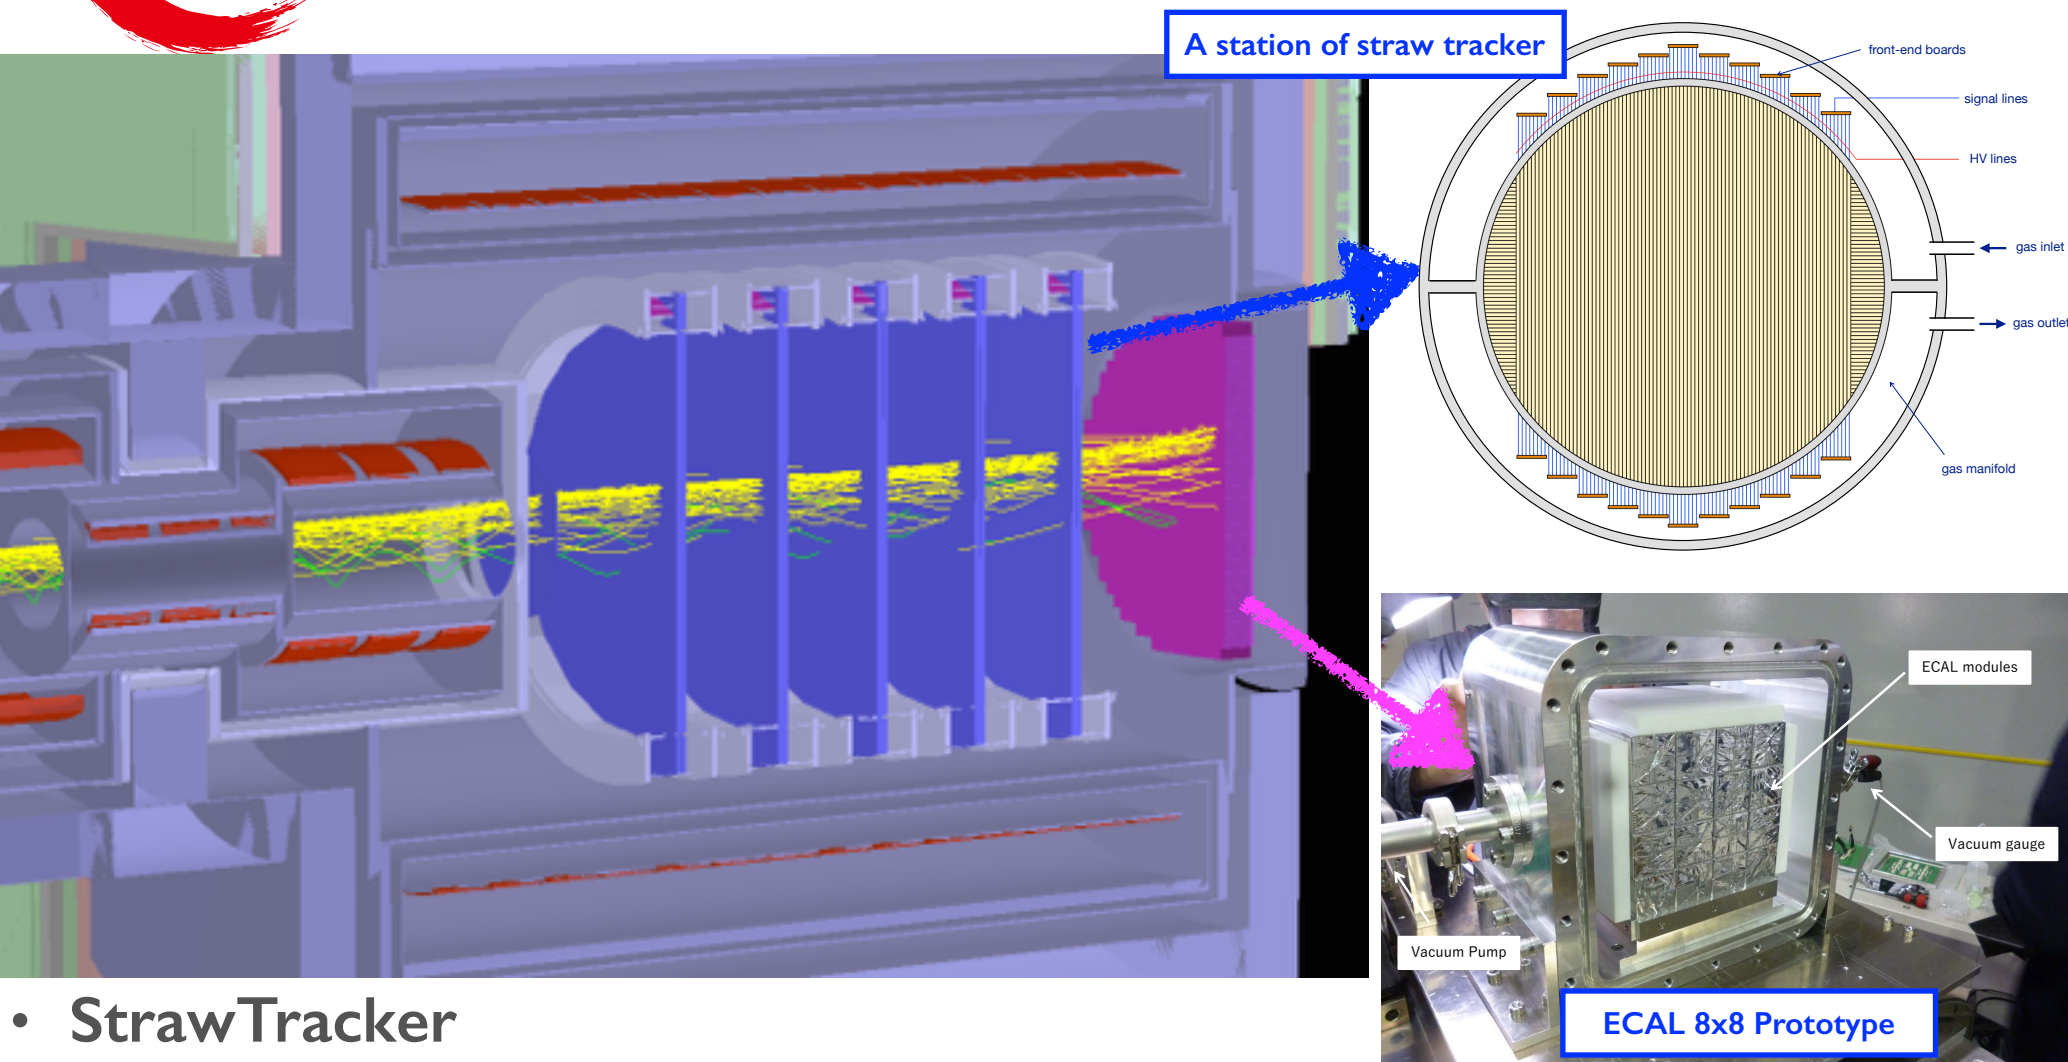 A station of straw tracker
front-end boards
signal lines
HV lines
gas inlet
gas outlet
gas manifold
ECAL modules
Vacuum gauge
Vacuum Pump
ECAL 8x8 Prototype
• StrawTracker